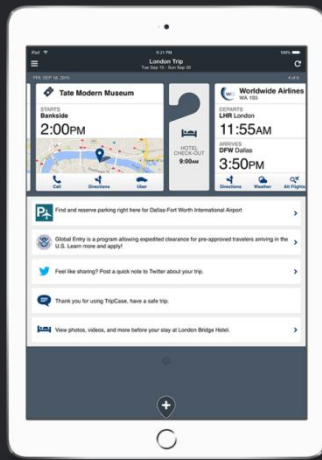 iPad
9:41 PM
100%
London Trip
Tue Sep 15 - Sun Sep 20
FRI, SEP 18, 2015
4 of 6
Tate Modern Museum
STARTS
Bankside
2:00PM
Call
Directions
Uber
HOTEL
CHECK-OUT
9:00AM
Worldwide Airlines
WA 193
DEPARTS
LHR London
11:55AM
ARRIVES
DFW Dallas
3:50PM
Directions
Weather
Alt Flights
Find and reserve parking right here for Dallas-Fort Worth International Airport
Global Entry is a program allowing expedited clearance for pre-approved travelers arriving in the
U.S. Learn more and apply!
Feel like sharing? Post a quick note to Twitter about your trip.
Thank you for using TripCase, have a safe trip.
View photos, videos, and more before your stay at London Bridge Hotel.